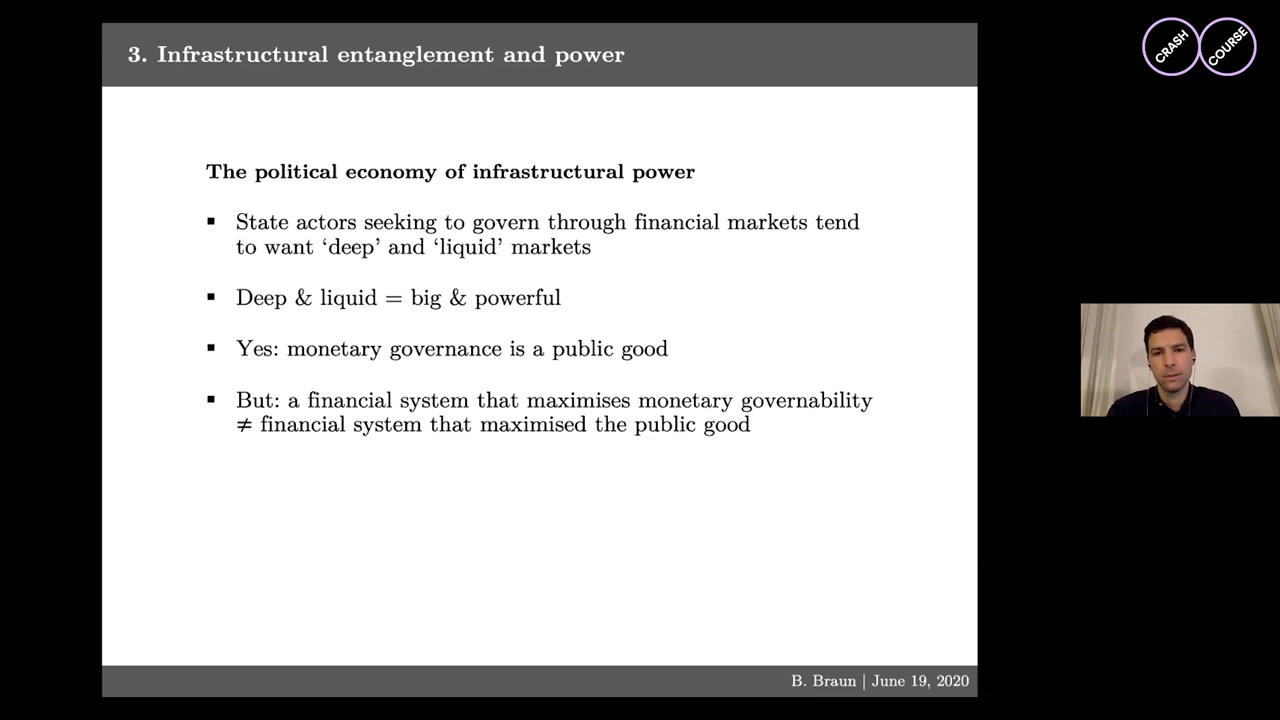 3. Infrastructural entanglement and power
CRASH
COURSE
The political economy of infrastructural power
▪ State actors seeking to govern through financial markets tend
to want ‘deep’ and ‘liquid’ markets
▪ Deep & liquid = big & powerful
▪ Yes: monetary governance is a public good
▪ But: a financial system that maximises monetary governability
≠ financial system that maximised the public good
B. Braun | June 19, 2020